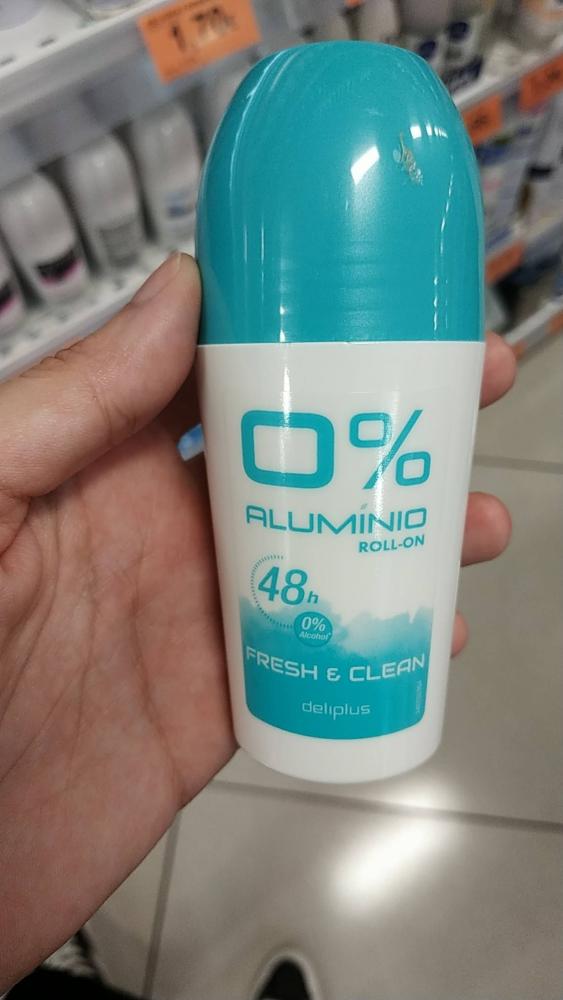 0%
ALUMÍNIO
ROLL-ON
48h
0%
Alcohol*
FRESH & CLEAN
deliplus